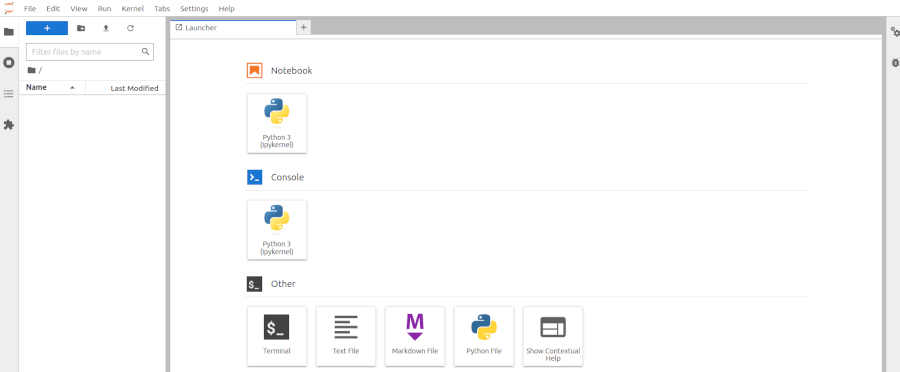 File Edit View Run Kernel Tabs Settings Help
Launcher
Filter files by name
/
Name Last Modified
Notebook
Python 3
(ipykernel)
Console
Python 3
(ipykernel)
$_ Other
$_
Terminal
Text File
M
Markdown File
Python File
Show Contextual
Help